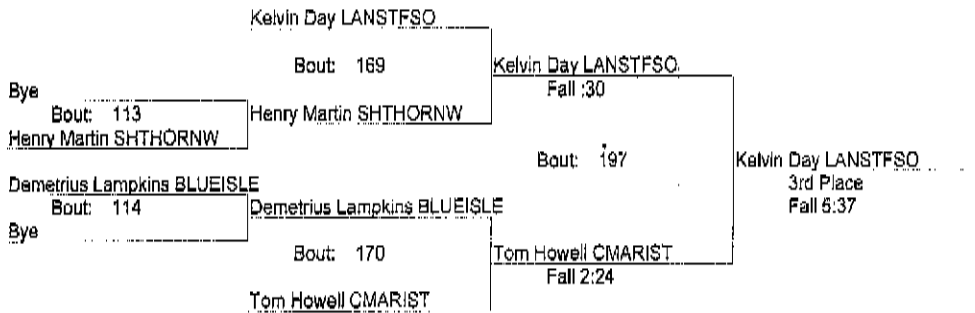 Kelvin Day LANSTFSO
Bout: 169
Kelvin Day LANSTFSO
Fall :30
Bye
Bout: 113
Henry Martin SHTHORNW
Henry Martin SHTHORNW
Bout: 197
Kelvin Day LANSTFSO
3rd Place
Fall 5:37
Demetrius Lampkins BLUEISLE
Bout: 114
Demetrius Lampkins BLUEISLE
Bye
Bout: 170
Tom Howell CMARIST
Fall 2:24
Tom Howell CMARIST